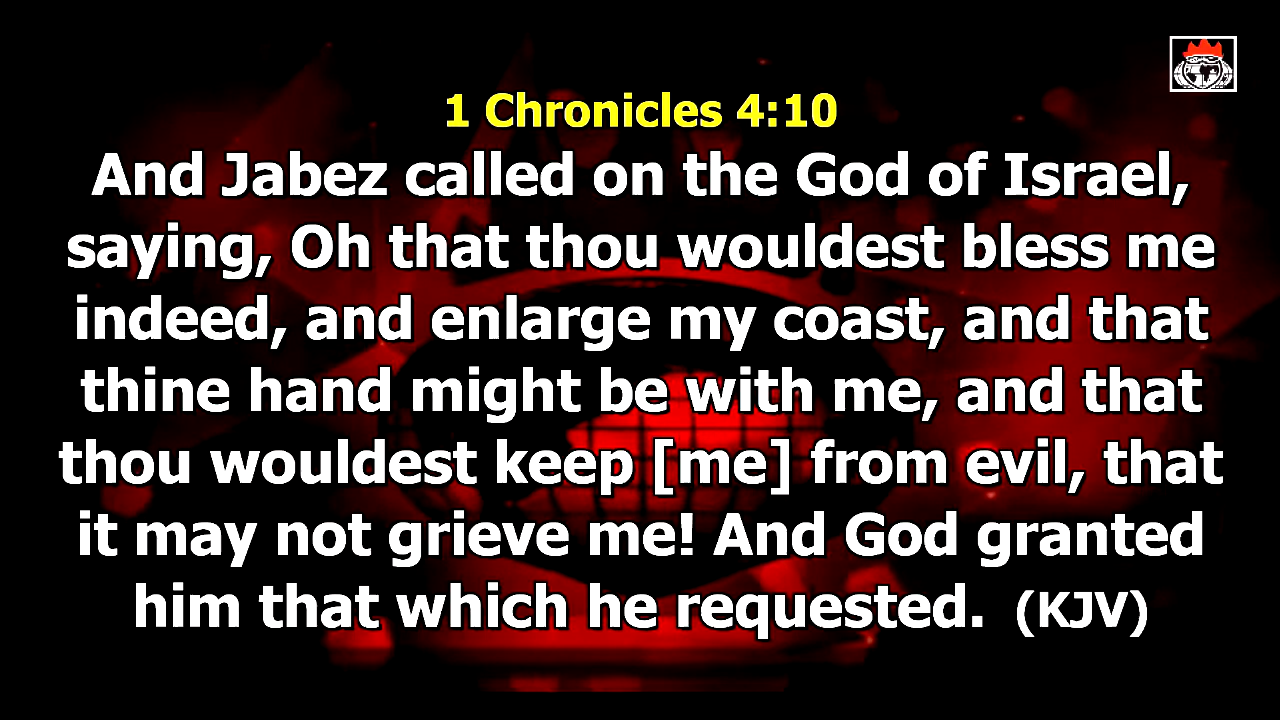 1 Chronicles 4:10
And Jabez called on the God of Israel,
saying, Oh that thou wouldest bless me
indeed, and enlarge my coast, and that
thine hand might be with me, and that
thou wouldest keep [me] from evil, that
it may not grieve me! And God granted
him that which he requested. (KJV)